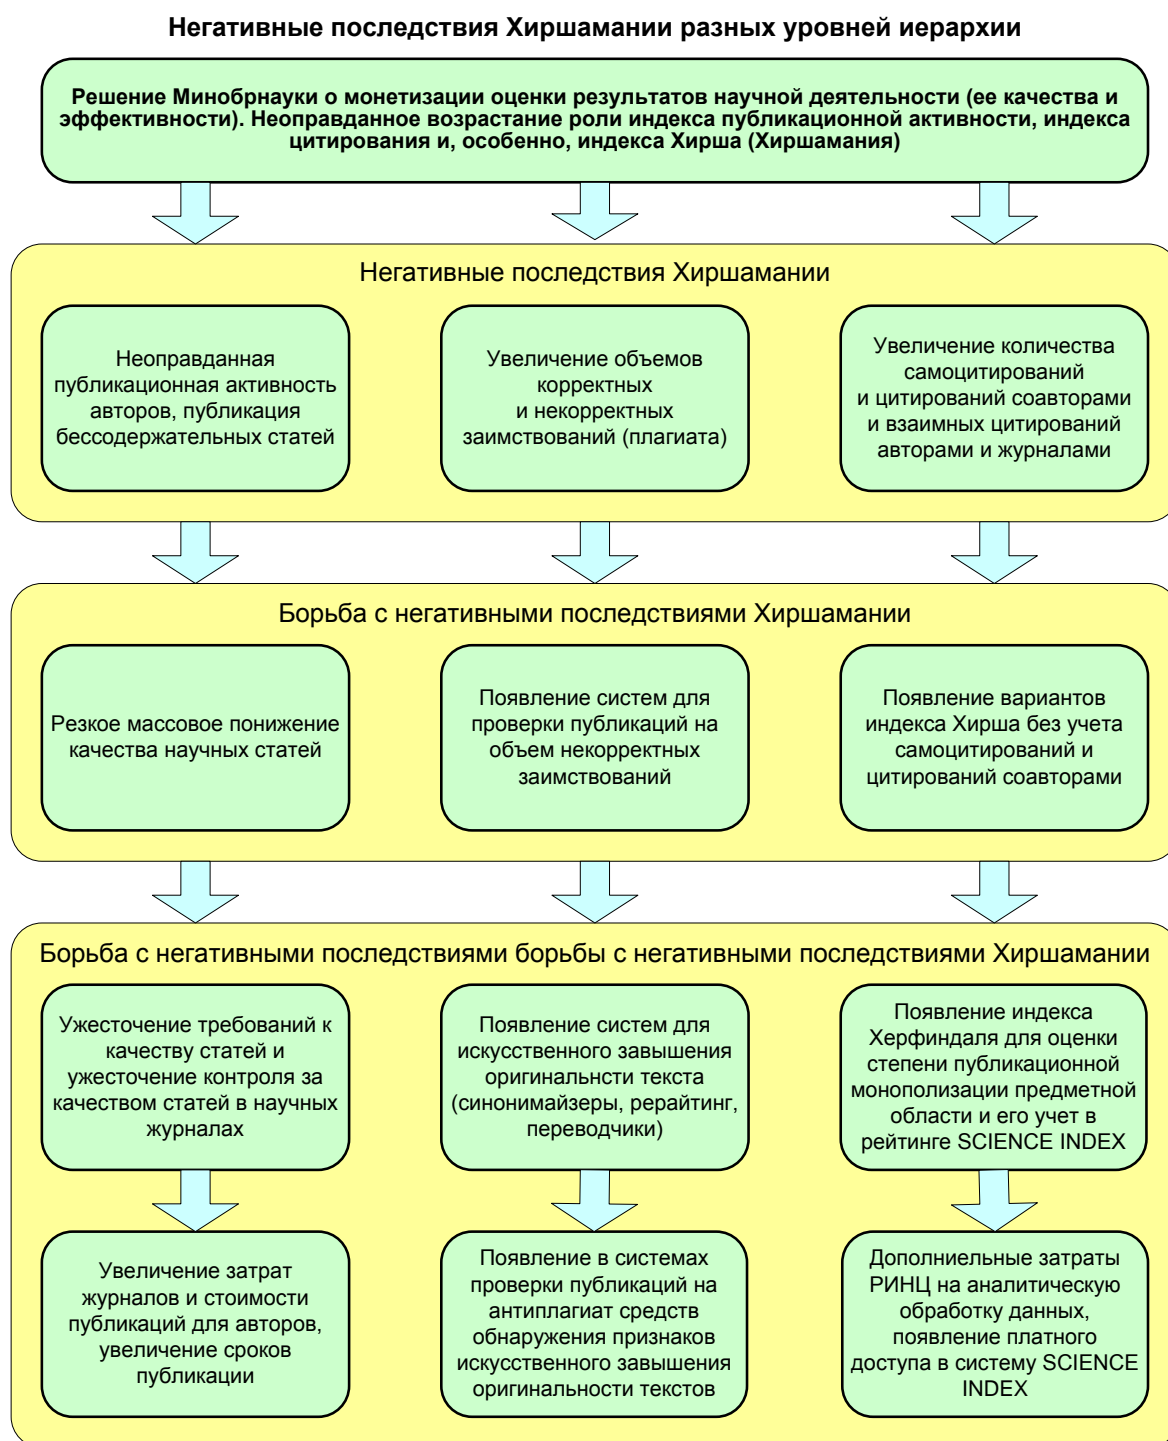 Негативные последствия Хиршамании разных уровней иерархии
Решение Минобрнауки о монетизации оценки результатов научной деятельности (ее качества и
эффективности). Неоправданное возрастание роли индекса публикационной активности, индекса
цитирования и, особенно, индекса Хирша (Хиршамания)
Негативные последствия Хиршамании
Неоправданная
публикационная активность
авторов, публикация
бессодержательных статей
Увеличение объемов
корректных
и некорректных
заимствований (плагиата)
Увеличение количества
самоцитирований
и цитирований соавторами
и взаимных цитирований
авторами и журналами
Борьба с негативными последствиями Хиршамании
Резкое массовое понижение
качества научных статей
Появление систем для
проверки публикаций на
объем некорректных
заимствований
Появление вариантов
индекса Хирша без учета
самоцитирований и
цитирований соавторами
Борьба с негативными последствиями борьбы с негативными последствиями Хиршамании
Ужесточение требований к
качеству статей и
ужесточение контроля за
качеством статей в научных
журналах
Появление систем для
искусственного завышения
оригинальнсти текста
(синонимайзеры, рерайтинг,
переводчики)
Появление индекса
Херфиндаля для оценки
степени публикационной
монополизации предметной
области и его учет в
рейтинге SCIENCE INDEX
Увеличение затрат
журналов и стоимости
публикаций для авторов,
увеличение сроков
публикации
Появление в системах
проверки публикаций на
антиплагиат средств
обнаружения признаков
искусственного завышения
оригинальности текстов
Дополниельные затраты
РИНЦ на аналитическую
обработку данных,
появление платного
доступа в систему SCIENCE
INDEX